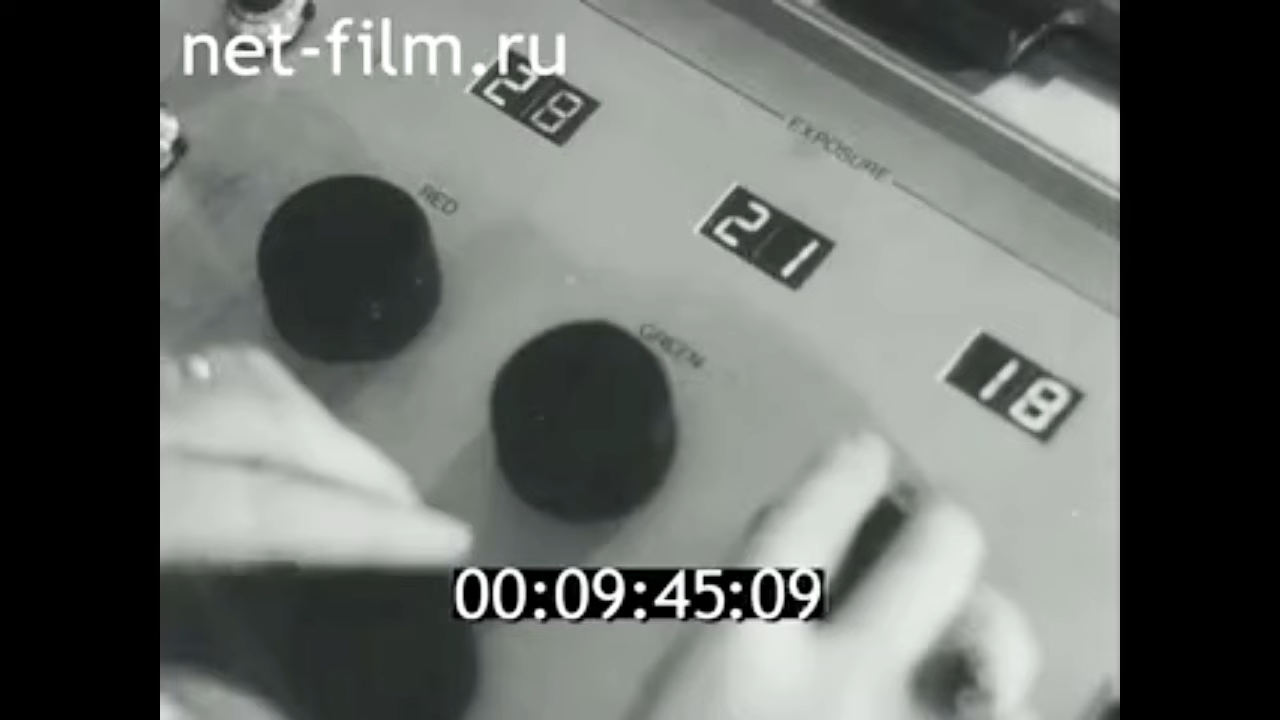 net-film.ru
28
EXPOSURE
RED
21
GREEN
18
00:09:45:09